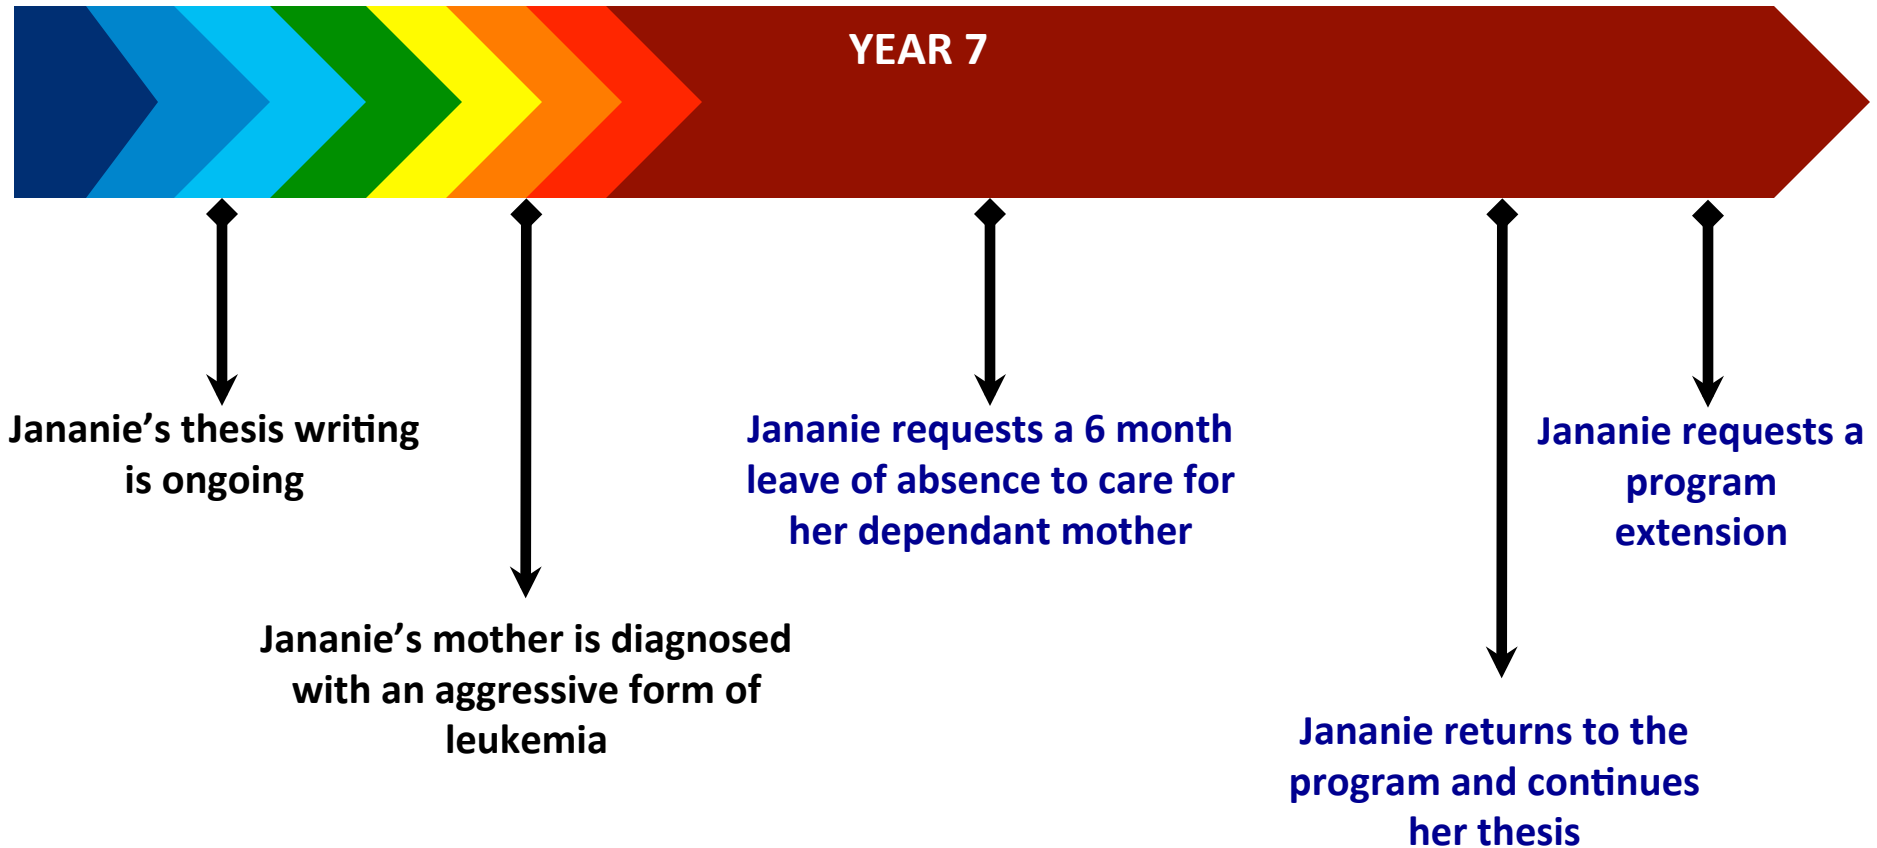 YEAR 7
Jananie’s thesis writing
is ongoing
Jananie’s mother is diagnosed
with an aggressive form of
leukemia
Jananie requests a 6 month
leave of absence to care for
her dependant mother
Jananie returns to the
program and continues
her thesis
Jananie requests a
program
extension